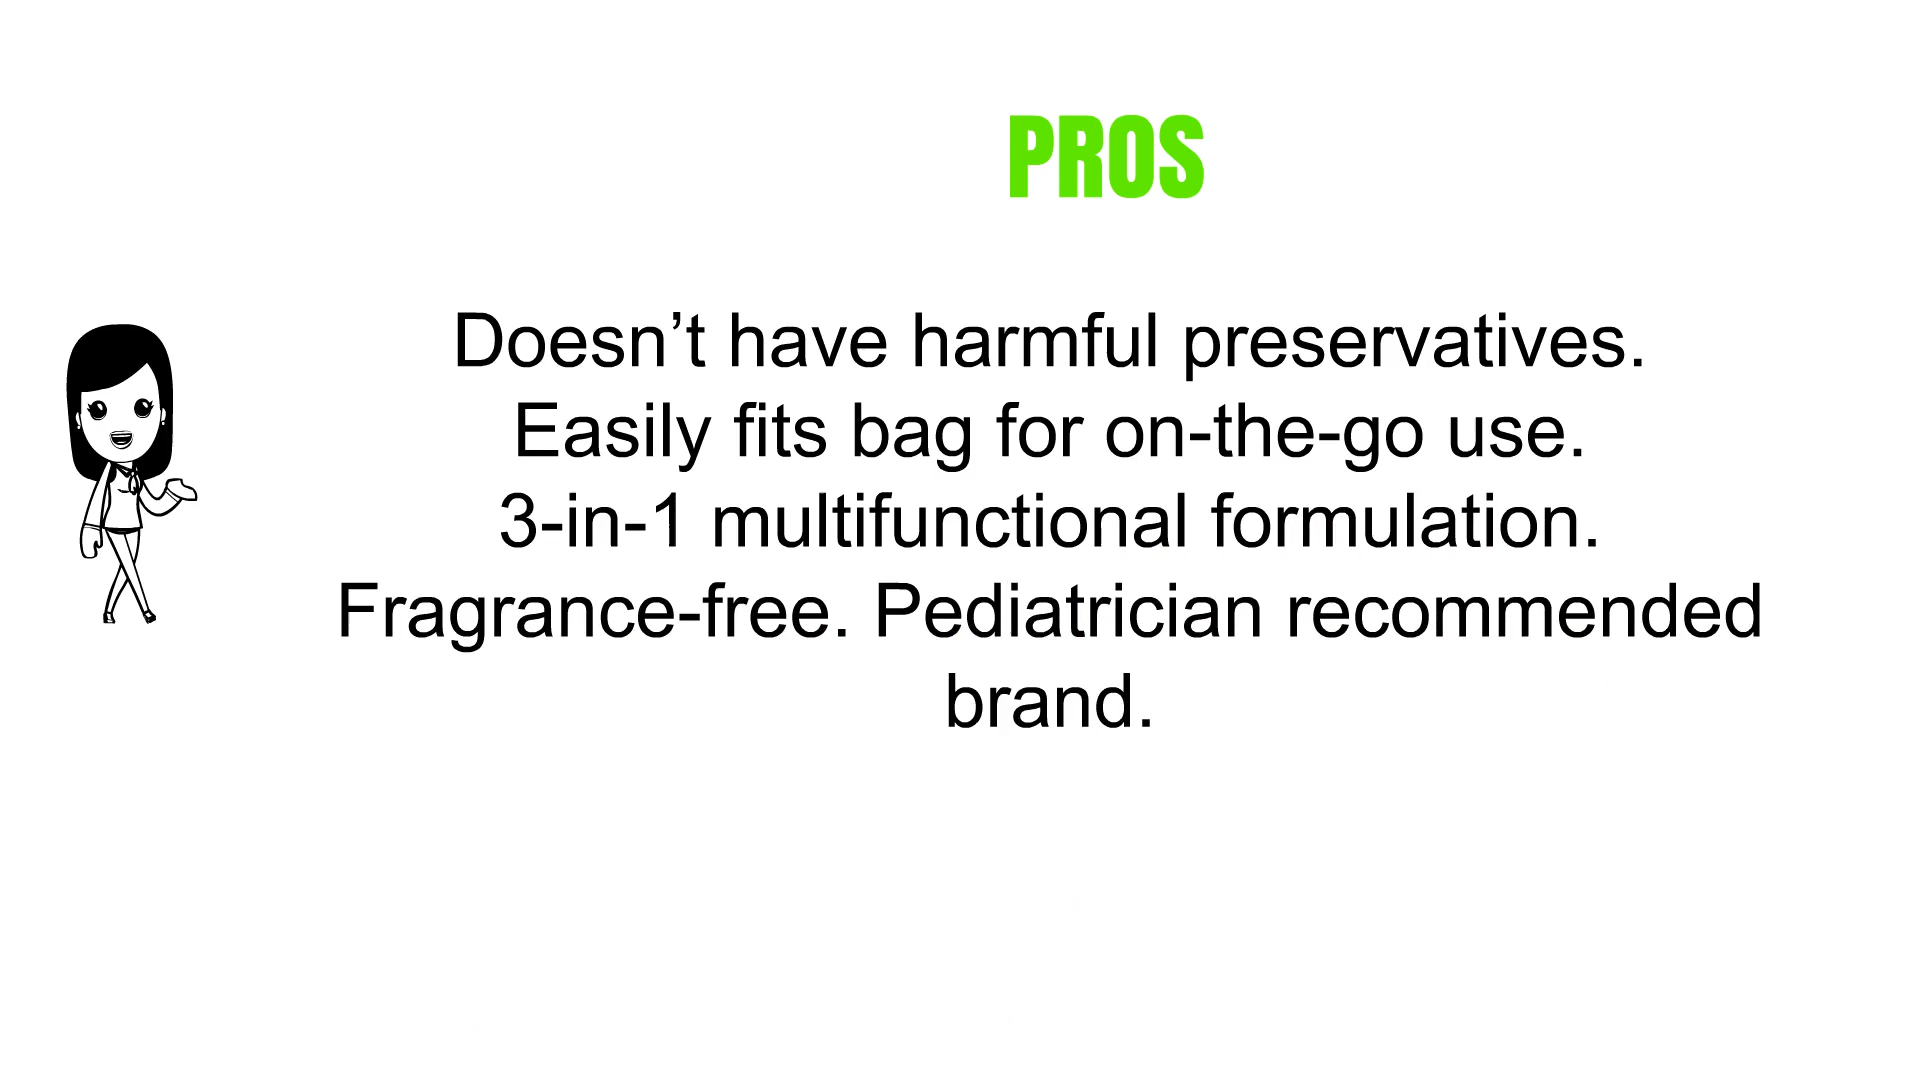 PROS
Doesn’t have harmful preservatives.
Easily fits bag for on-the-go use.
3-in-1 multifunctional formulation.
Fragrance-free. Pediatrician recommended
brand.